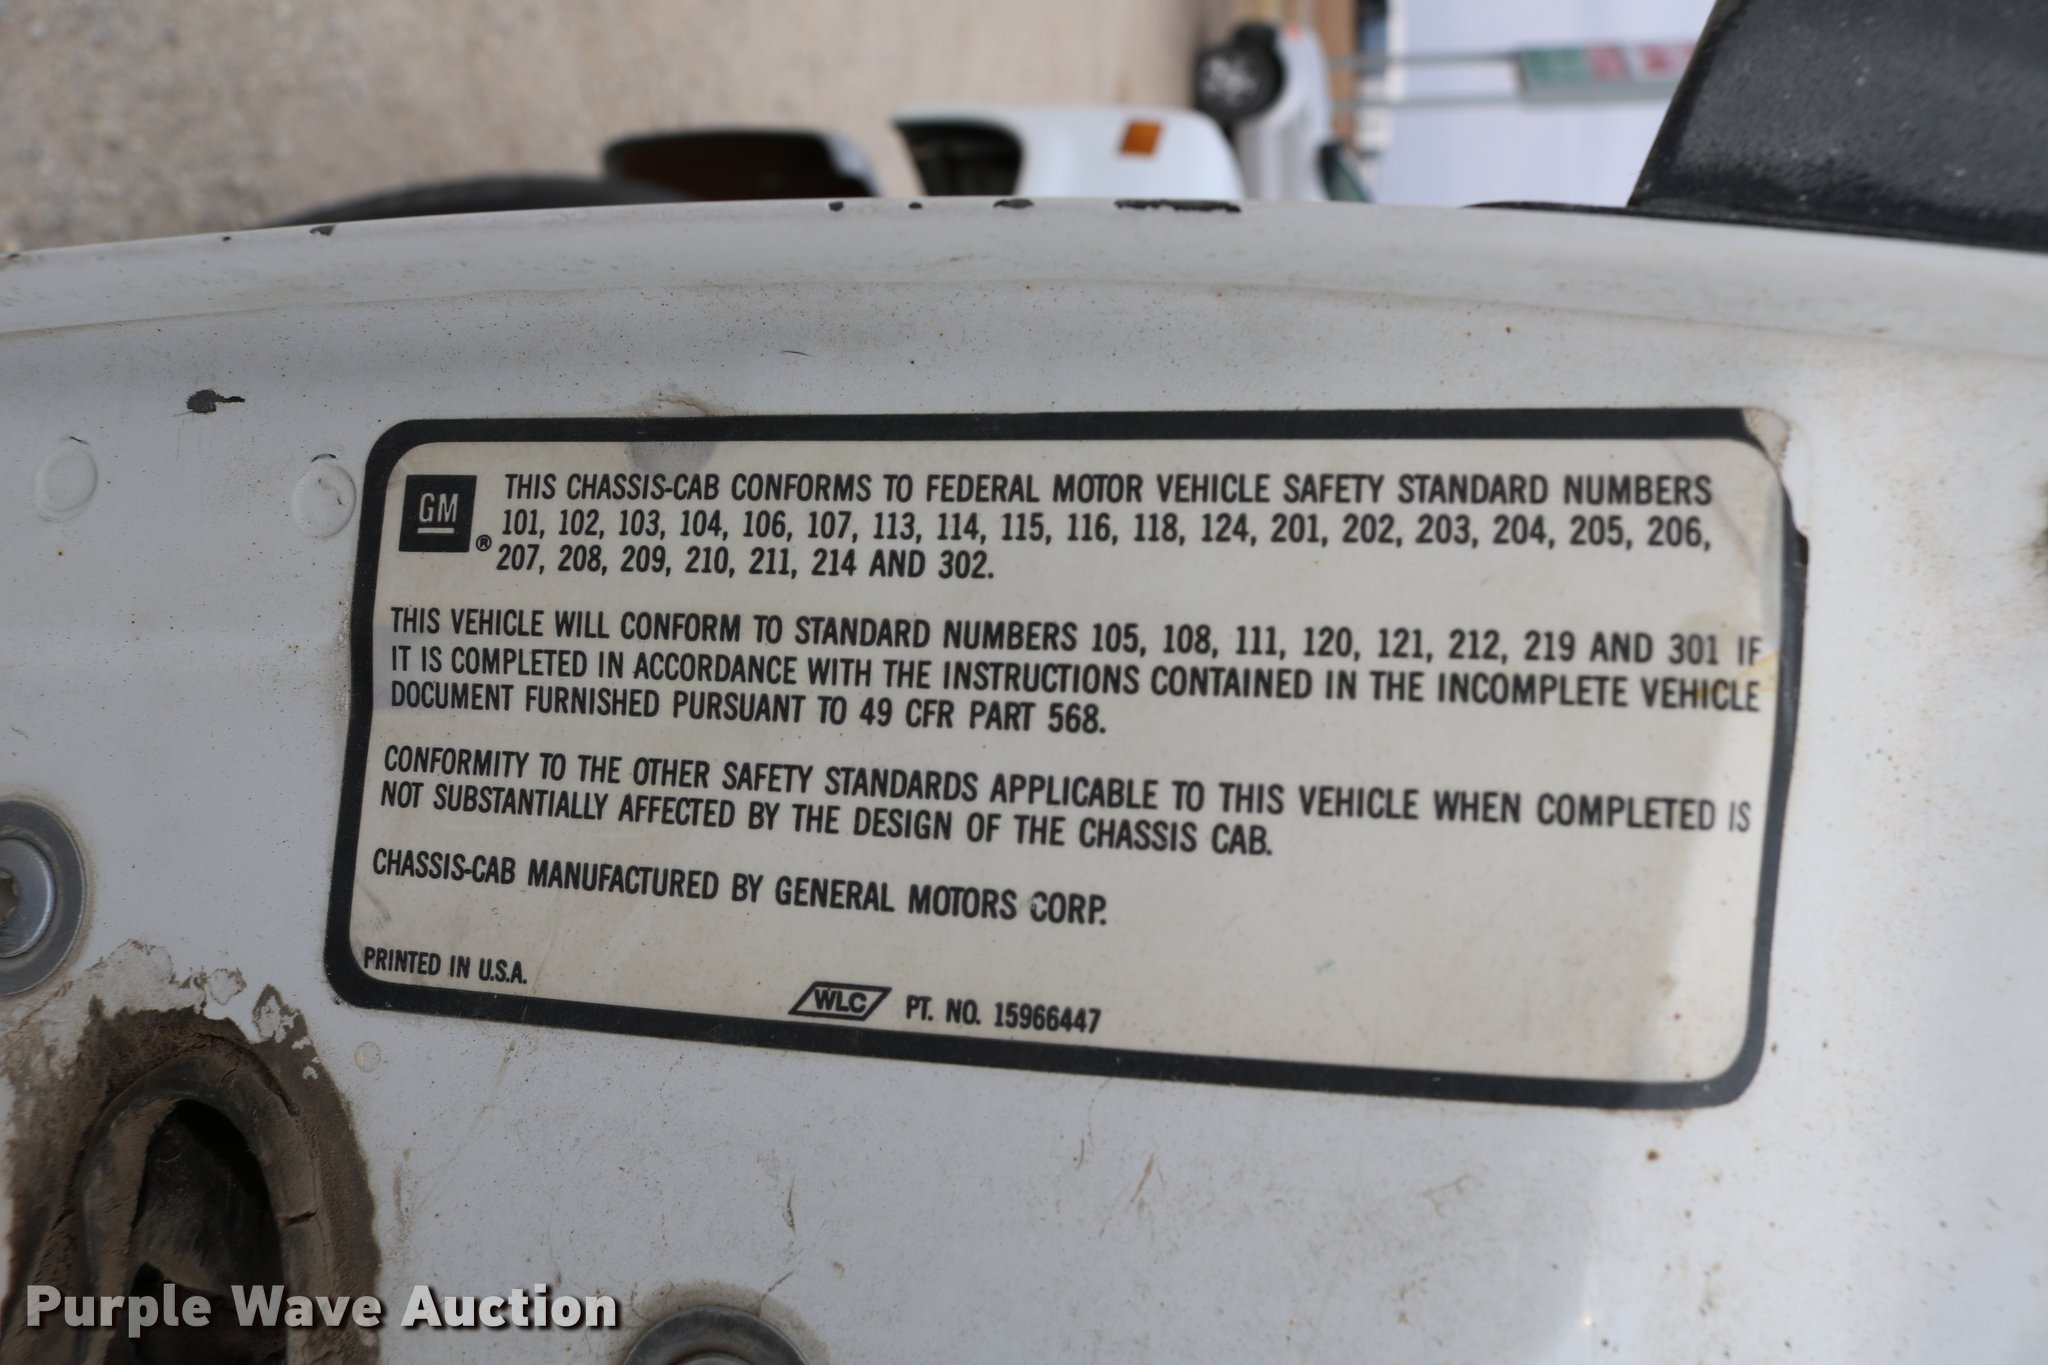 GM
®
THIS CHASSIS-CAB CONFORMS TO FEDERAL MOTOR VEHICLE SAFETY STANDARD NUMBERS
101, 102, 103, 104, 106, 107, 113, 114, 115, 116, 118, 124, 201, 202, 203, 204, 205, 206,
207, 208, 209, 210, 211, 214 AND 302.
THIS VEHICLE WILL CONFORM TO STANDARD NUMBERS 105, 108, 111, 120, 121, 212, 219 AND 301 IF
IT IS COMPLETED IN ACCORDANCE WITH THE INSTRUCTIONS CONTAINED IN THE INCOMPLETE VEHICLE
DOCUMENT FURNISHED PURSUANT TO 49 CFR PART 568.
CONFORMITY TO THE OTHER SAFETY STANDARDS APPLICABLE TO THIS VEHICLE WHEN COMPLETED IS
NOT SUBSTANTIALLY AFFECTED BY THE DESIGN OF THE CHASSIS CAB.
CHASSIS-CAB MANUFACTURED BY GENERAL MOTORS CORP.
PRINTED IN U.S.A.
WLC PT. NO. 15966447
Purple Wave Auction